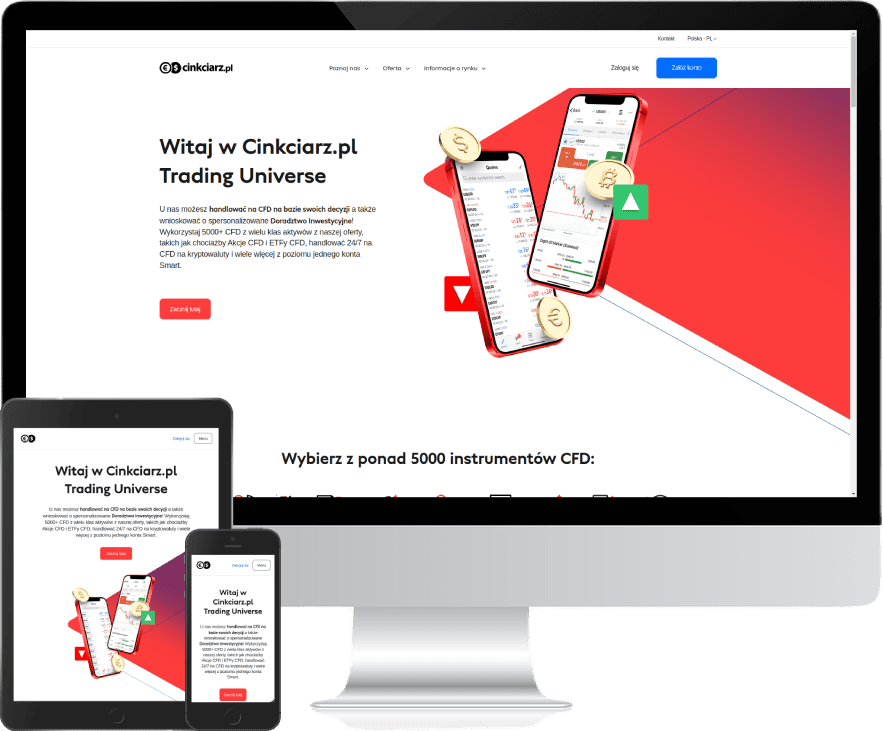 Kontakt
Polska - PL
cinkciarz.pl
Poznaj nas
Oferta
Informacje o rynku
Zaloguj się
Załóż konto
Witaj w Cinkciarz.pl
Trading Universe
U nas możesz handlować na CFD na bazie swoich decyzji a także
wnioskować o spersonalizowane Doradztwo Inwestycyjne!
Wykorzystaj 5000+ CFD z wielu klas aktywów z naszej oferty,
takich jak chociażby Akcje CFD i ETFy CFD, handlować 24/7 na
CFD na kryptowaluty i wiele więcej z poziomu jednego konta
Smart.
Zacznij tutaj
Quotes
Wybierz z ponad 5000 instrumentów CFD:
Zaloguj się
Menu
Witaj w Cinkciarz.pl
Trading Universe
U nas możesz handlować na CFD na bazie swoich decyzji a także
wnioskować o spersonalizowane Doradztwo Inwestycyjne! Wykorzystaj
5000+ CFD z wielu klas aktywów z naszej oferty, takich jak chociażby
Akcje CFD i ETFy CFD, handlować 24/7 na CFD na kryptowaluty i wiele
więcej z poziomu jednego konta Smart.
Zacznij tutaj
Zaloguj się
Menu
Witaj w
Cinkciarz.pl
Trading Universe
U nas możesz handlować na CFD na
bazie swoich decyzji a także
wnioskować o spersonalizowane
Doradztwo Inwestycyjne! Wykorzystaj
5000+ CFD z wielu klas aktywów z
naszej oferty, takich jak chociażby
Akcje CFD i ETFy CFD, handlować
24/7 na CFD na kryptowaluty i wiele
więcej z poziomu jednego konta
Smart.
Zacznij tutaj